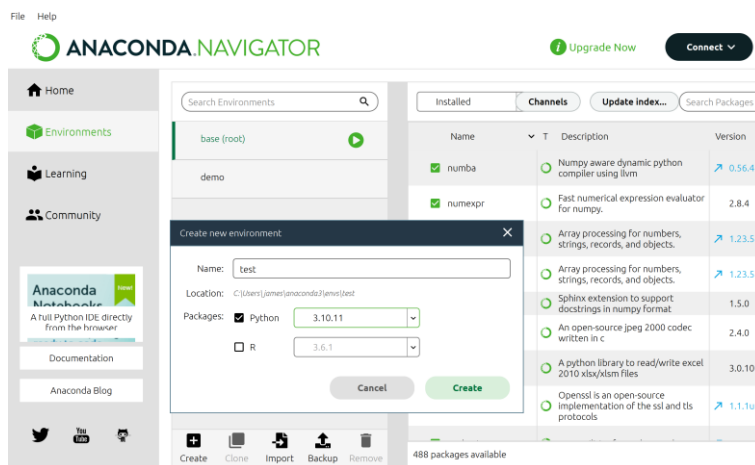 File Help
ANACONDA.NAVIGATOR
i Upgrade Now
Connect
Home
Environments
Learning
Community
Anaconda
Notebooks
New!
A full Python IDE directly
from the browser
Documentation
Anaconda Blog
You
Tube
Search Environments
base (root)
demo
Installed
Channels
Update index...
Search Packages
Name T Description Version
numba
Numpy aware dynamic python
compiler using llvm
0.56.4
numexpr
Fast numerical expression evaluator
for numpy.
2.8.4
Array processing for numbers,
strings, records, and objects.
1.23.5
Array processing for numbers,
strings, records, and objects.
1.23.5
Sphinx extension to support
docstrings in numpy format
1.5.0
An open-source jpeg 2000 codec
written in c
2.4.0
A python library to read/write excel
2010 xlsx/xlsm files
3.0.10
Openssl is an open-source
implementation of the ssl and tls
protocols
1.1.1u
Create new environment
Name: test
Location: C:\Users\james\anaconda3\envs\test
Packages: Python 3.10.11
R 3.6.1
Cancel
Create
Create Clone Import Backup Remove
488 packages available